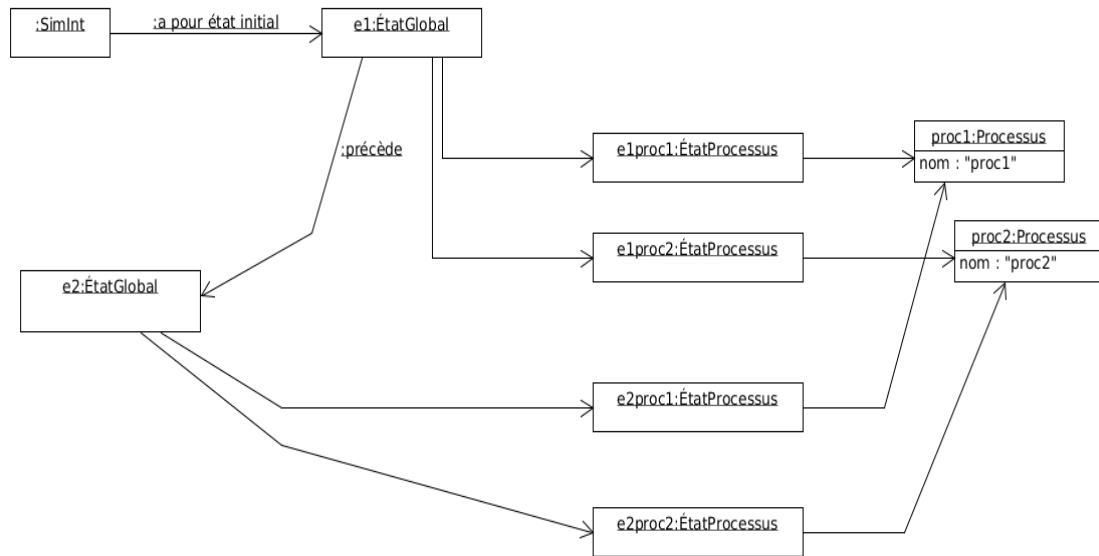 :SimInt
:a pour état initial
e1:ÉtatGlobal
:précède
e1proc1:ÉtatProcessus
proc1:Processus
nom : "proc1"
e1proc2:ÉtatProcessus
proc2:Processus
nom : "proc2"
e2:ÉtatGlobal
e2proc1:ÉtatProcessus
e2proc2:ÉtatProcessus